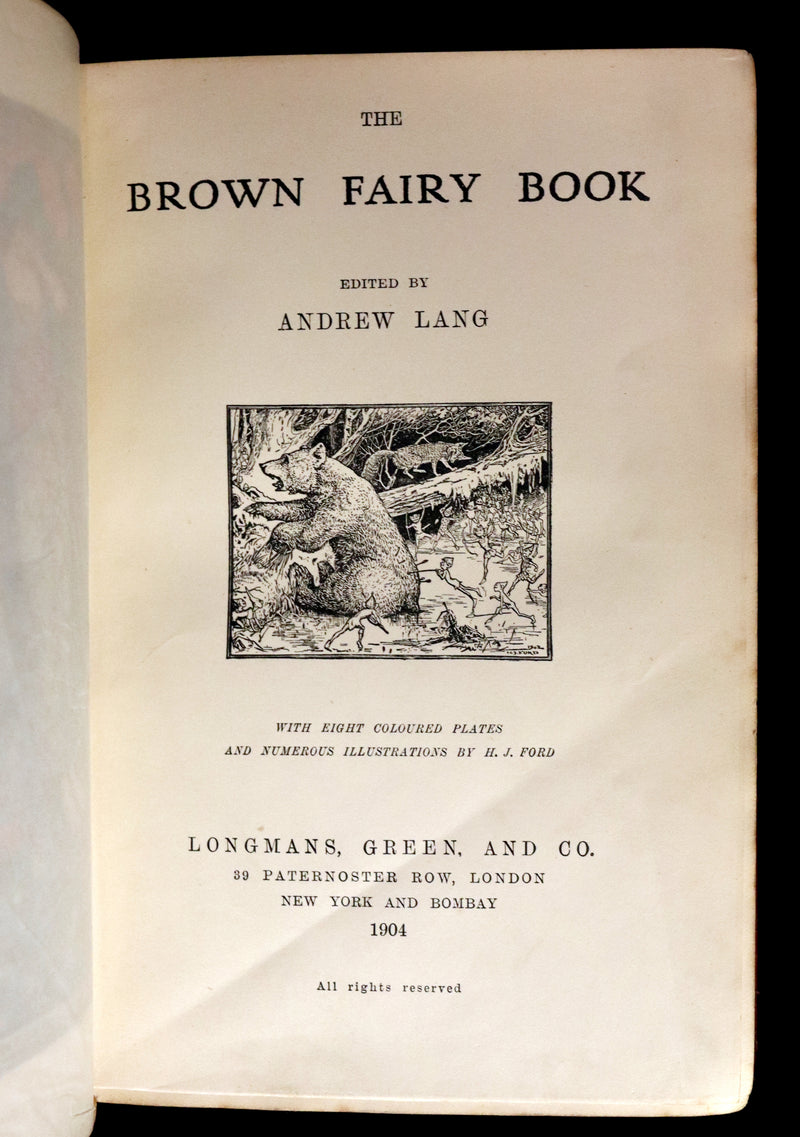 THE
BROWN FAIRY BOOK
EDITED BY
ANDREW LANG
WITH EIGHT COLOURED PLATES
AND NUMEROUS ILLUSTRATIONS BY H. J. FORD
LONGMANS, GREEN, AND CO.
39 PATERNOSTER ROW, LONDON
NEW YORK AND BOMBAY
1904
All rights reserved